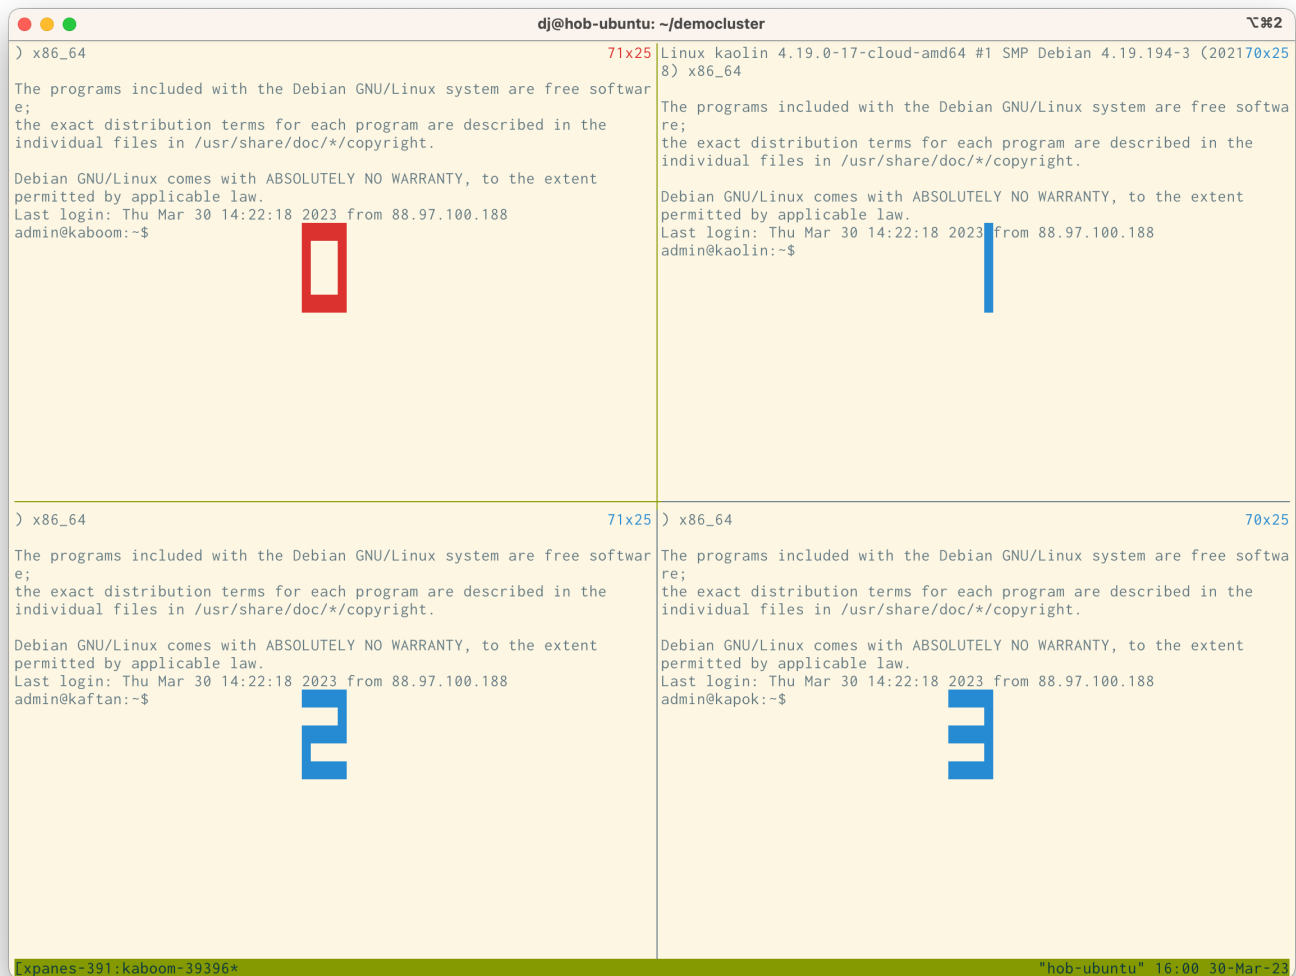 dj@hob-ubuntu: ~/democluster
⌥⌘2
) x86_64 71x25
The programs included with the Debian GNU/Linux system are free softwar
e;
the exact distribution terms for each program are described in the
individual files in /usr/share/doc/*/copyright.
Debian GNU/Linux comes with ABSOLUTELY NO WARRANTY, to the extent
permitted by applicable law.
Last login: Thu Mar 30 14:22:18 2023 from 88.97.100.188
admin@kaboom:~$
0
Linux kaolin 4.19.0-17-cloud-amd64 #1 SMP Debian 4.19.194-3 (202170x25
8) x86_64
The programs included with the Debian GNU/Linux system are free softwa
re;
the exact distribution terms for each program are described in the
individual files in /usr/share/doc/*/copyright.
Debian GNU/Linux comes with ABSOLUTELY NO WARRANTY, to the extent
permitted by applicable law.
Last login: Thu Mar 30 14:22:18 2023 from 88.97.100.188
admin@kaolin:~$
1
) x86_64 71x25
The programs included with the Debian GNU/Linux system are free softwar
e;
the exact distribution terms for each program are described in the
individual files in /usr/share/doc/*/copyright.
Debian GNU/Linux comes with ABSOLUTELY NO WARRANTY, to the extent
permitted by applicable law.
Last login: Thu Mar 30 14:22:18 2023 from 88.97.100.188
admin@kaftan:~$
2
) x86_64 70x25
The programs included with the Debian GNU/Linux system are free softwa
re;
the exact distribution terms for each program are described in the
individual files in /usr/share/doc/*/copyright.
Debian GNU/Linux comes with ABSOLUTELY NO WARRANTY, to the extent
permitted by applicable law.
Last login: Thu Mar 30 14:22:18 2023 from 88.97.100.188
admin@kapok:~$
3
[xpanes-391:kaboom-39396* "hob-ubuntu" 16:00 30-Mar-23